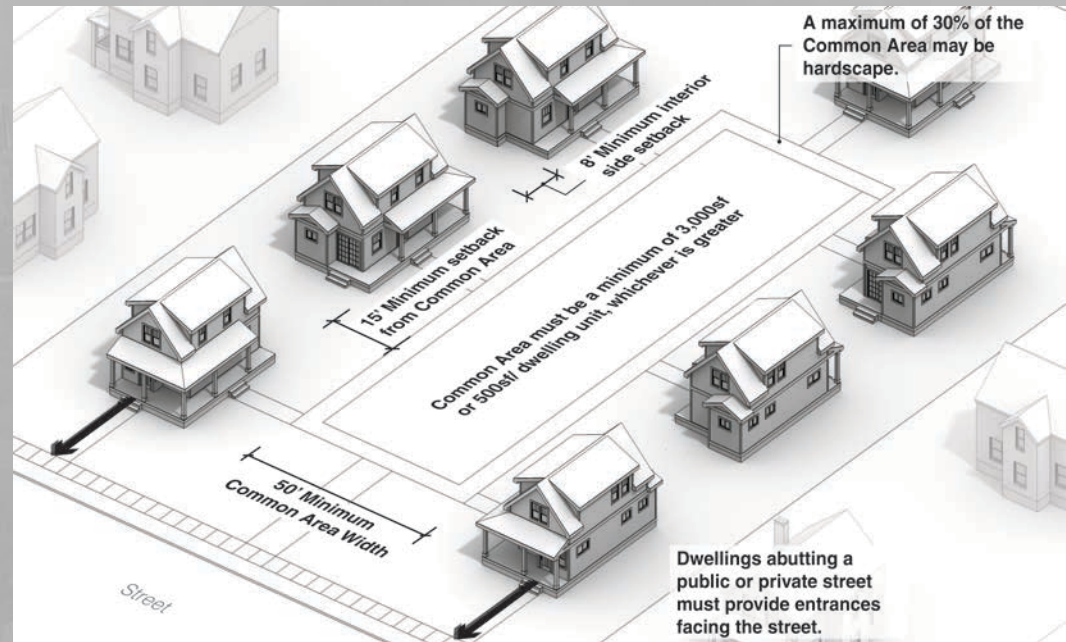 A maximum of 30% of the
Common Area may be
hardscape.
8' Minimum interior
side setback
15' Minimum setback
from Common Area
Common Area must be a minimum of 3,000sf
or 500sf/ dwelling unit, whichever is greater
50' Minimum
Common Area Width
Street
Dwellings abutting a
public or private street
must provide entrances
facing the street.